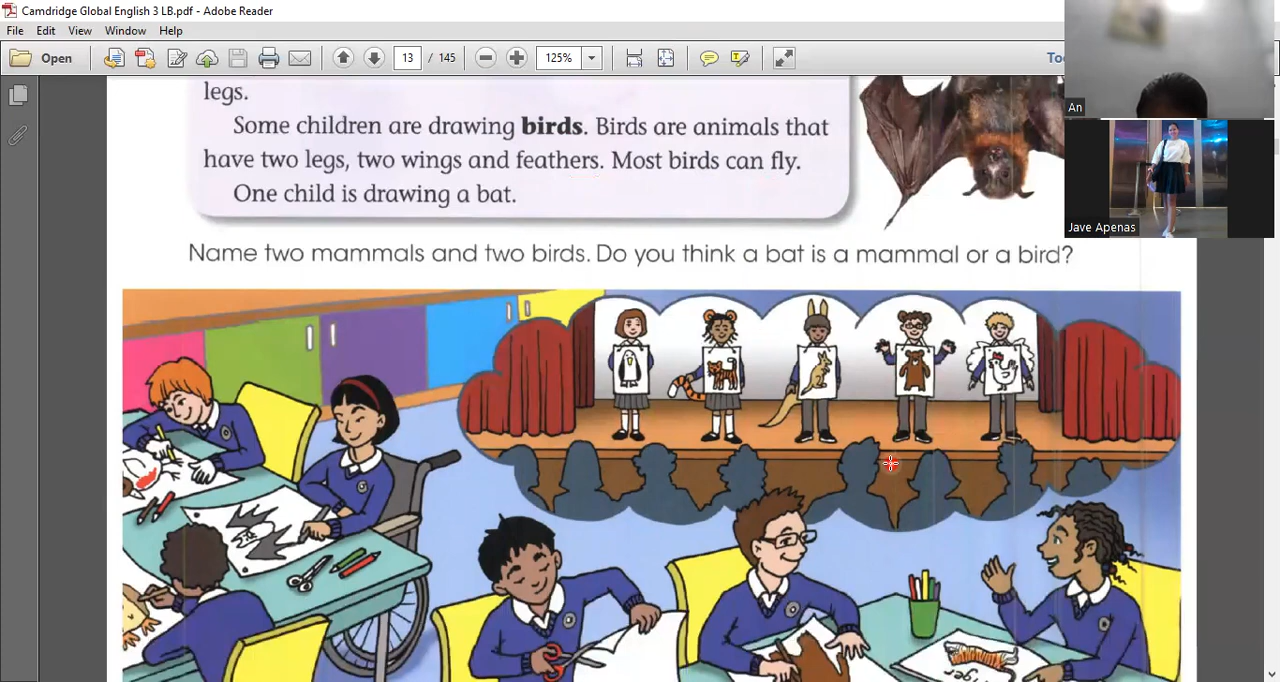 Camdridge Global English 3 LB.pdf - Adobe Reader
File Edit View Window Help
Open 13 / 145 125%
An
Jave Apenas
legs.
Some children are drawing birds. Birds are animals that
have two legs, two wings and feathers. Most birds can fly.
One child is drawing a bat.
Name two mammals and two birds. Do you think a bat is a mammal or a bird?